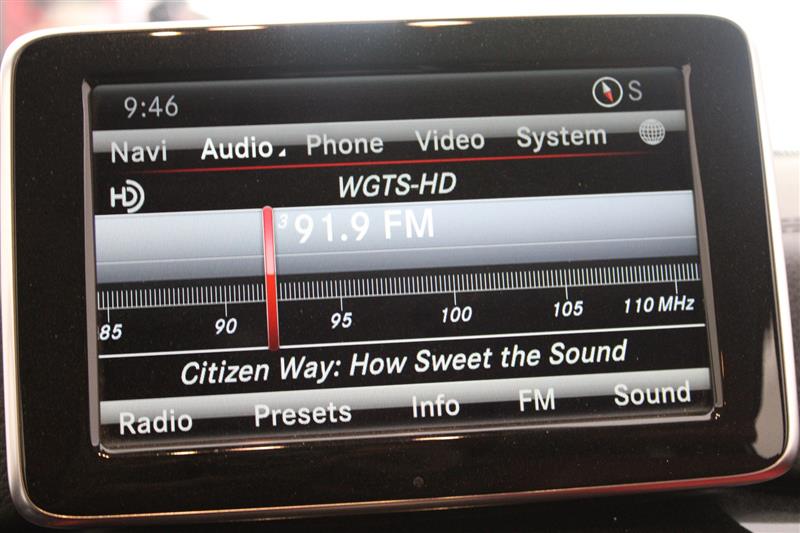 9:46 S
Navi Audio Phone Video System
HD WGTS-HD
3 91.9 FM
85 90 95 100 105 110 MHz
Citizen Way: How Sweet the Sound
Radio Presets Info FM Sound